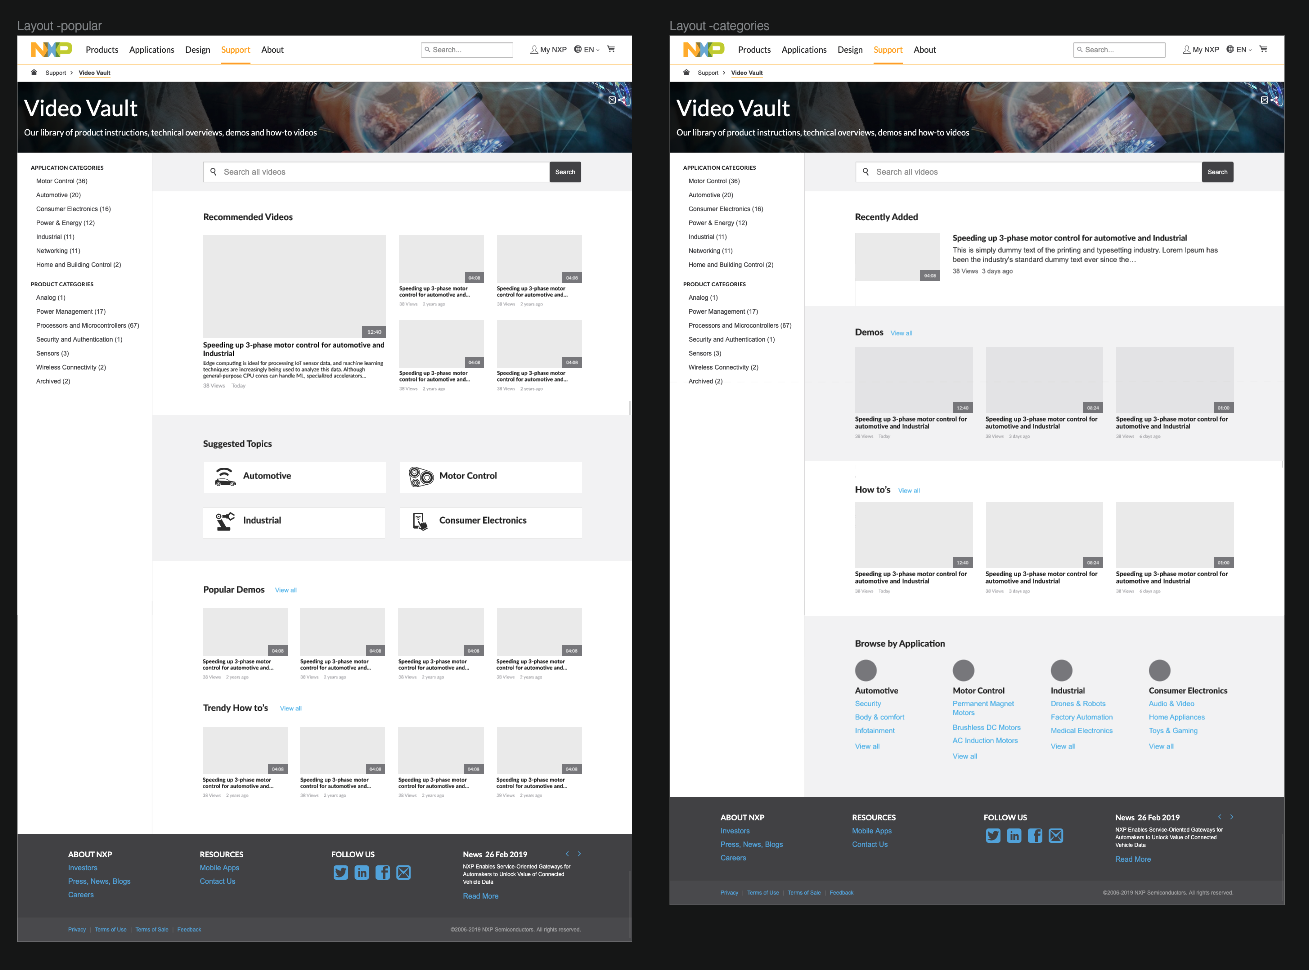 Layout -popular
NXP
Products
Applications
Design
Support
About
Search...
My NXP
EN
Support > Video Vault
Video Vault
Our library of product instructions, technical overviews, demos and how-to videos
APPLICATION CATEGORIES
Motor Control (36)
Automotive (20)
Consumer Electronics (16)
Power & Energy (12)
Industrial (11)
Networking (11)
Home and Building Control (2)
PRODUCT CATEGORIES
Analog (1)
Power Management (17)
Processors and Microcontrollers (67)
Security and Authentication (1)
Sensors (3)
Wireless Connectivity (2)
Archived (2)
Search all videos
Search
Recommended Videos
12:40
Speeding up 3-phase motor control for automotive and
Industrial
Edge computing is ideal for processing IoT sensor data, and machine learning
techniques are increasingly being used to analyze this data. Although
general-purpose CPU cores can handle ML, specialized accelerators...
38 Views Today
04:08
Speeding up 3-phase motor
control for automotive and...
38 Views 2 years ago
04:08
Speeding up 3-phase motor
control for automotive and...
38 Views 2 years ago
04:08
Speeding up 3-phase motor
control for automotive and...
38 Views 2 years ago
04:08
Speeding up 3-phase motor
control for automotive and...
38 Views 2 years ago
Suggested Topics
Automotive
Motor Control
Industrial
Consumer Electronics
Popular Demos
View all
04:08
Speeding up 3-phase motor
control for automotive and...
38 Views 2 years ago
04:08
Speeding up 3-phase motor
control for automotive and...
38 Views 2 years ago
04:08
Speeding up 3-phase motor
control for automotive and...
38 Views 3 years ago
04:08
Speeding up 3-phase motor
control for automotive and...
38 Views 3 years ago
Trendy How to's
View all
04:08
Speeding up 3-phase motor
control for automotive and...
38 Views 2 years ago
04:08
Speeding up 3-phase motor
control for automotive and...
38 Views 2 years ago
04:08
Speeding up 3-phase motor
control for automotive and...
38 Views 3 years ago
04:08
Speeding up 3-phase motor
control for automotive and...
38 Views 3 years ago
ABOUT NXP
Investors
Press, News, Blogs
Careers
RESOURCES
Mobile Apps
Contact Us
FOLLOW US
News 26 Feb 2019
NXP Enables Service-Oriented Gateways for
Automakers to Unlock Value of Connected
Vehicle Data
Read More
Privacy | Terms of Use | Terms of Sale | Feedback
©2006-2019 NXP Semiconductors. All rights reserved.
Layout -categories
NXP
Products
Applications
Design
Support
About
Search...
My NXP
EN
Support > Video Vault
Video Vault
Our library of product instructions, technical overviews, demos and how-to videos
APPLICATION CATEGORIES
Motor Control (36)
Automotive (20)
Consumer Electronics (16)
Power & Energy (12)
Industrial (11)
Networking (11)
Home and Building Control (2)
PRODUCT CATEGORIES
Analog (1)
Power Management (17)
Processors and Microcontrollers (67)
Security and Authentication (1)
Sensors (3)
Wireless Connectivity (2)
Archived (2)
Search all videos
Search
Recently Added
04:08
Speeding up 3-phase motor control for automotive and Industrial
This is simply dummy text of the printing and typesetting industry. Lorem Ipsum has
been the industry's standard dummy text ever since the...
38 Views 3 days ago
Demos
View all
12:40
Speeding up 3-phase motor control for
automotive and Industrial
38 Views Today
08:24
Speeding up 3-phase motor control for
automotive and Industrial
38 Views 3 days ago
01:00
Speeding up 3-phase motor control for
automotive and Industrial
38 Views 6 days ago
How to's
View all
12:40
Speeding up 3-phase motor control for
automotive and Industrial
38 Views Today
08:24
Speeding up 3-phase motor control for
automotive and Industrial
38 Views 3 days ago
01:00
Speeding up 3-phase motor control for
automotive and Industrial
38 Views 6 days ago
Browse by Application
Automotive
Security
Body & comfort
Infotainment
View all
Motor Control
Permanent Magnet
Motors
Brushless DC Motors
AC Induction Motors
View all
Industrial
Drones & Robots
Factory Automation
Medical Electronics
View all
Consumer Electronics
Audio & Video
Home Appliances
Toys & Gaming
View all
ABOUT NXP
Investors
Press, News, Blogs
Careers
RESOURCES
Mobile Apps
Contact Us
FOLLOW US
News 26 Feb 2019
NXP Enables Service-Oriented Gateways for
Automakers to Unlock Value of Connected
Vehicle Data
Read More
Privacy | Terms of Use | Terms of Sale | Feedback
©2006-2019 NXP Semiconductors. All rights reserved.